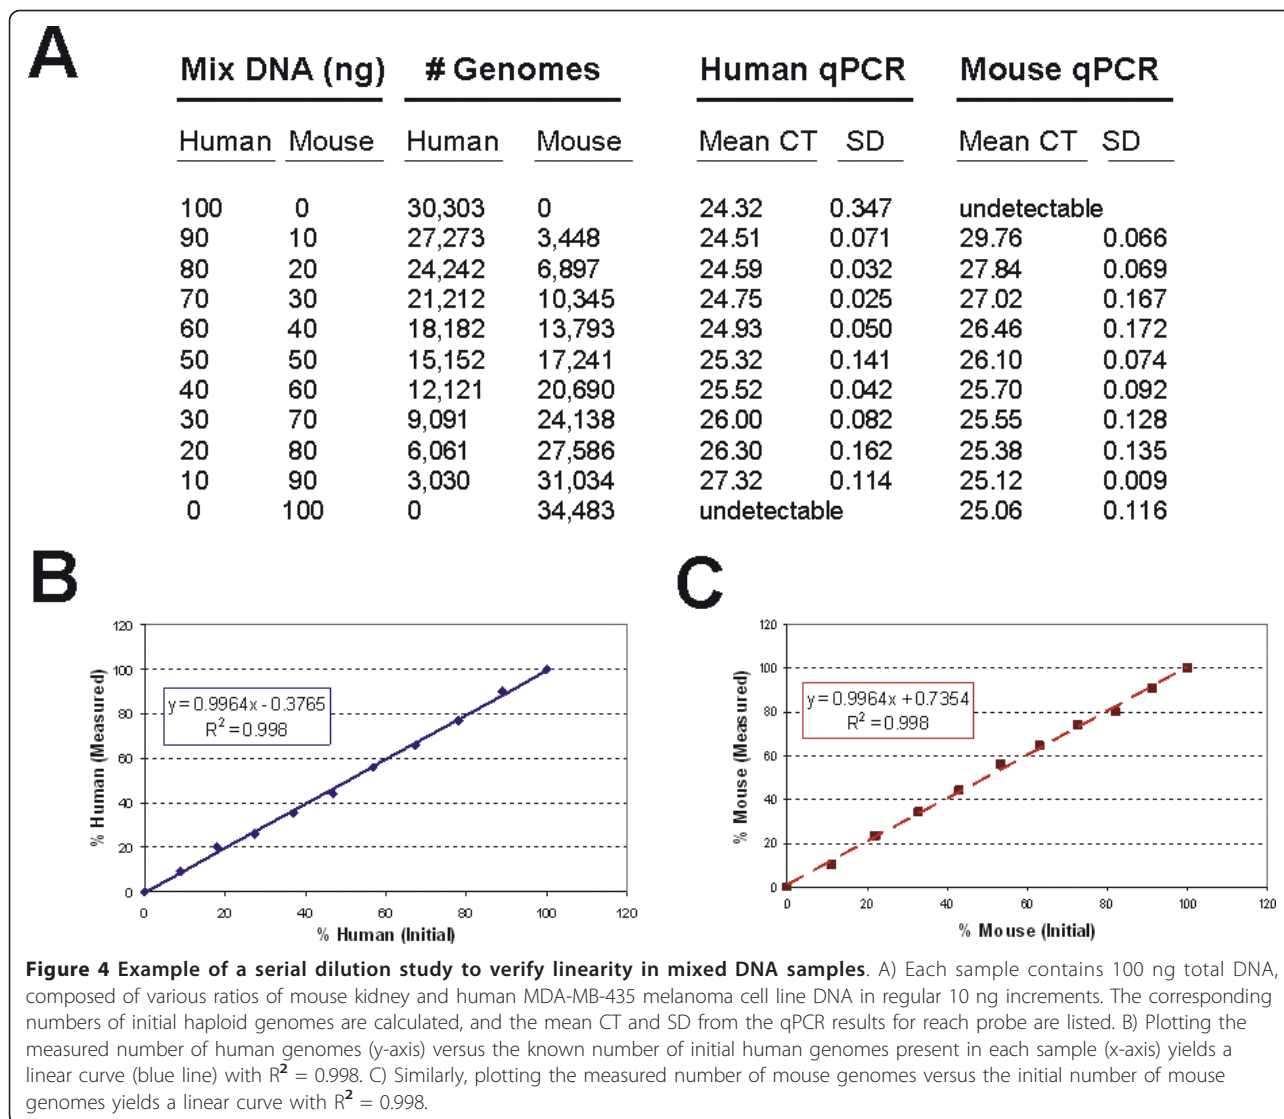 A
Mix DNA (ng) # Genomes Human qPCR Mouse qPCR
Human Mouse Human Mouse Mean CT SD Mean CT SD
100 0 30,303 0 24.32 0.347 undetectable
90 10 27,273 3,448 24.51 0.071 29.76 0.066
80 20 24,242 6,897 24.59 0.032 27.84 0.069
70 30 21,212 10,345 24.75 0.025 27.02 0.167
60 40 18,182 13,793 24.93 0.050 26.46 0.172
50 50 15,152 17,241 25.32 0.141 26.10 0.074
40 60 12,121 20,690 25.52 0.042 25.70 0.092
30 70 9,091 24,138 26.00 0.082 25.55 0.128
20 80 6,061 27,586 26.30 0.162 25.38 0.135
10 90 3,030 31,034 27.32 0.114 25.12 0.009
0 100 0 34,483 undetectable 25.06 0.116
B
120
100
80
60
40
20
0
% Human (Measured)
y = 0.9964x - 0.3765
R² = 0.998
0 20 40 60 80 100 120
% Human (Initial)
C
120
100
80
60
40
20
0
% Mouse (Measured)
y = 0.9964x + 0.7354
R² = 0.998
0 20 40 60 80 100 120
% Mouse (Initial)
Figure 4 Example of a serial dilution study to verify linearity in mixed DNA samples. A) Each sample contains 100 ng total DNA,
composed of various ratios of mouse kidney and human MDA-MB-435 melanoma cell line DNA in regular 10 ng increments. The corresponding
numbers of initial haploid genomes are calculated, and the mean CT and SD from the qPCR results for reach probe are listed. B) Plotting the
measured number of human genomes (y-axis) versus the known number of initial human genomes present in each sample (x-axis) yields a
linear curve (blue line) with R² = 0.998. C) Similarly, plotting the measured number of mouse genomes versus the initial number of mouse
genomes yields a linear curve with R² = 0.998.